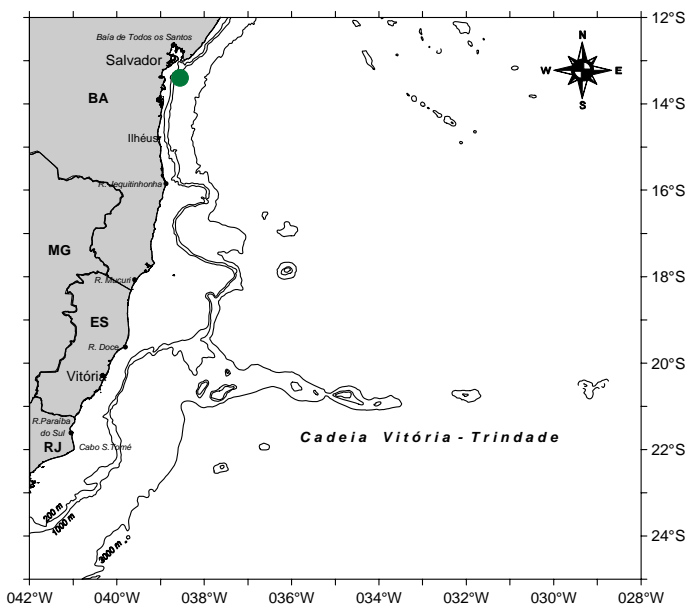 12°S
Baía de Todos os Santos
Salvador
N
W
E
S
BA
14°S
Ilhéus
R. Jequitinhonha
16°S
MG
R. Mucuri
18°S
ES
R. Doce
20°S
Vitória
R.Paraíba
do Sul
RJ
Cabo S.Tomé
Cadeia Vitória - Trindade
22°S
200 m
1000 m
3000 m
24°S
042°W
040°W
038°W
036°W
034°W
032°W
030°W
028°W